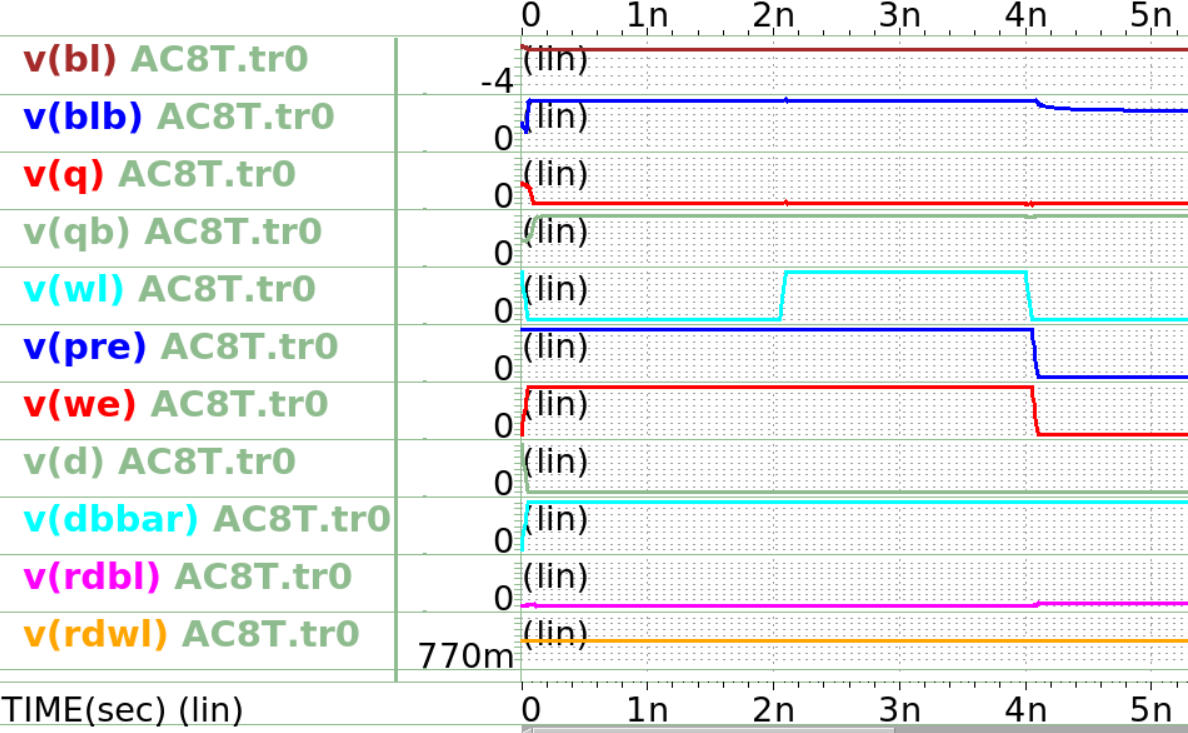 0 1n 2n 3n 4n 5n
v(bl) AC8T.tr0 (lin)
-4
v(blb) AC8T.tr0 (lin)
0
v(q) AC8T.tr0 (lin)
0
v(qb) AC8T.tr0 (lin)
0
v(wl) AC8T.tr0 (lin)
0
v(pre) AC8T.tr0 (lin)
0
v(we) AC8T.tr0 (lin)
0
v(d) AC8T.tr0 (lin)
0
v(dbbar) AC8T.tr0 (lin)
0
v(rdbl) AC8T.tr0 (lin)
0
v(rdwl) AC8T.tr0 (lin)
770m
TIME(sec) (lin) 0 1n 2n 3n 4n 5n